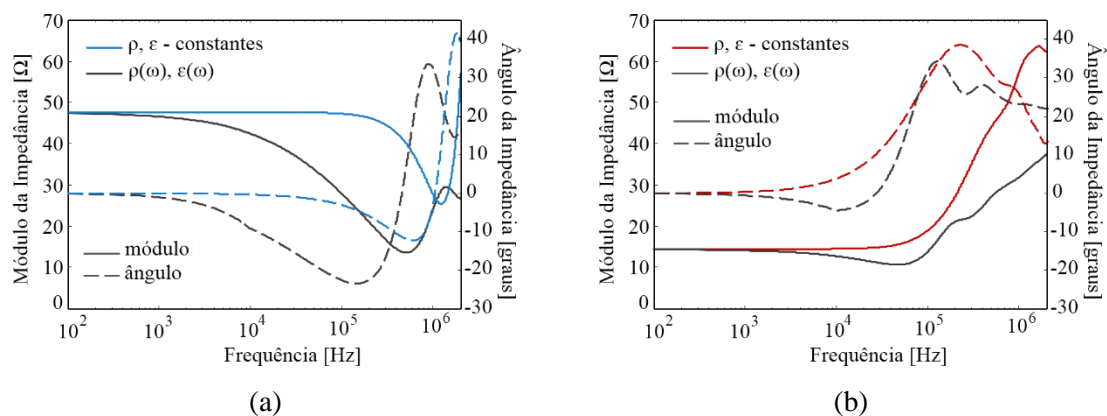 70
60
50
40
30
20
10
0
Módulo da Impedância [Ω]
ρ, ε - constantes
ρ(ω), ε(ω)
módulo
ângulo
40
30
20
10
0
-10
-20
-30
Ângulo da Impedância [graus]
10² 10³ 10⁴ 10⁵ 10⁶
Frequência [Hz]
(a)
70
60
50
40
30
20
10
0
Módulo da Impedância [Ω]
ρ, ε - constantes
ρ(ω), ε(ω)
módulo
ângulo
40
30
20
10
0
-10
-20
-30
Ângulo da Impedância [graus]
10² 10³ 10⁴ 10⁵ 10⁶
Frequência [Hz]
(b)